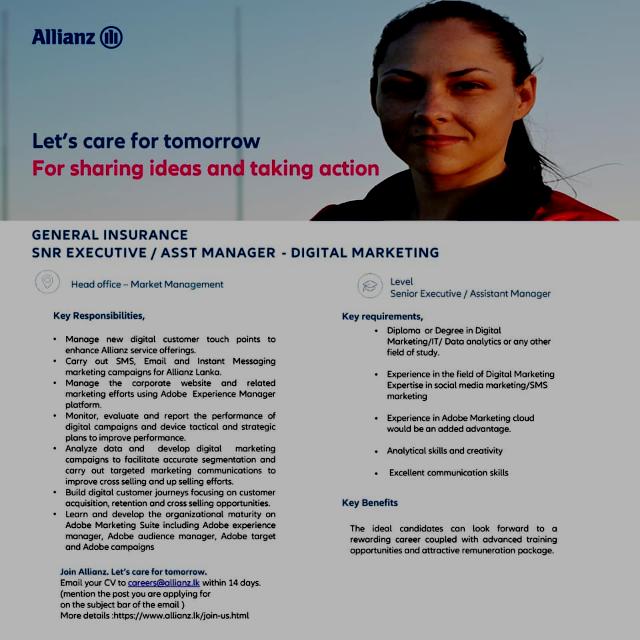 Allianz
Let's care for tomorrow
For sharing ideas and taking action
GENERAL INSURANCE
SNR EXECUTIVE / ASST MANAGER - DIGITAL MARKETING
Head office – Market Management
Level
Senior Executive / Assistant Manager
Key Responsibilities,
• Manage new digital customer touch points to
enhance Allianz service offerings.
• Carry out SMS, Email and Instant Messaging
marketing campaigns for Allianz Lanka.
• Manage the corporate website and related
marketing efforts using Adobe Experience Manager
platform.
• Monitor, evaluate and report the performance of
digital campaigns and device tactical and strategic
plans to improve performance.
• Analyze data and develop digital marketing
campaigns to facilitate accurate segmentation and
carry out targeted marketing communications to
improve cross selling and up selling efforts.
• Build digital customer journeys focusing on customer
acquisition, retention and cross selling opportunities.
• Learn and develop the organizational maturity on
Adobe Marketing Suite including Adobe experience
manager, Adobe audience manager, Adobe target
and Adobe campaigns
Join Allianz. Let's care for tomorrow.
Email your CV to careers@allianz.lk within 14 days.
(mention the post you are applying for
on the subject bar of the email )
More details :https://www.allianz.lk/join-us.html
Key requirements,
• Diploma or Degree in Digital
Marketing/IT/ Data analytics or any other
field of study.
• Experience in the field of Digital Marketing
Expertise in social media marketing/SMS
marketing
• Experience in Adobe Marketing cloud
would be an added advantage.
• Analytical skills and creativity
• Excellent communication skills
Key Benefits
The ideal candidates can look forward to a
rewarding career coupled with advanced training
opportunities and attractive remuneration package.